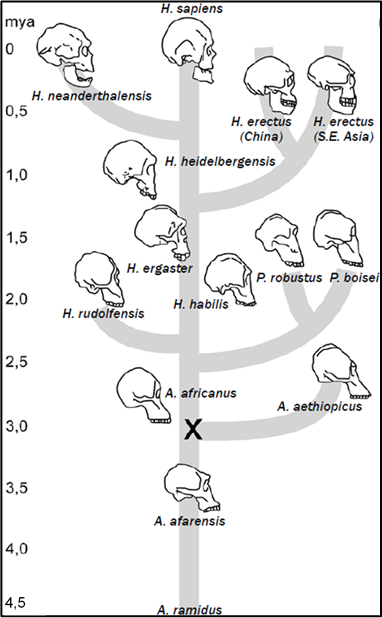 mya
H. sapiens
0
H. neanderthalensis
0,5
H. erectus
(China)
H. erectus
(S.E. Asia)
H. heidelbergensis
1,0
1,5
H. ergaster
H. habilis
P. robustus
P. boisei
2,0
H. rudolfensis
2,5
A. africanus
A. aethiopicus
3,0
X
3,5
A. afarensis
4,0
4,5
A. ramidus